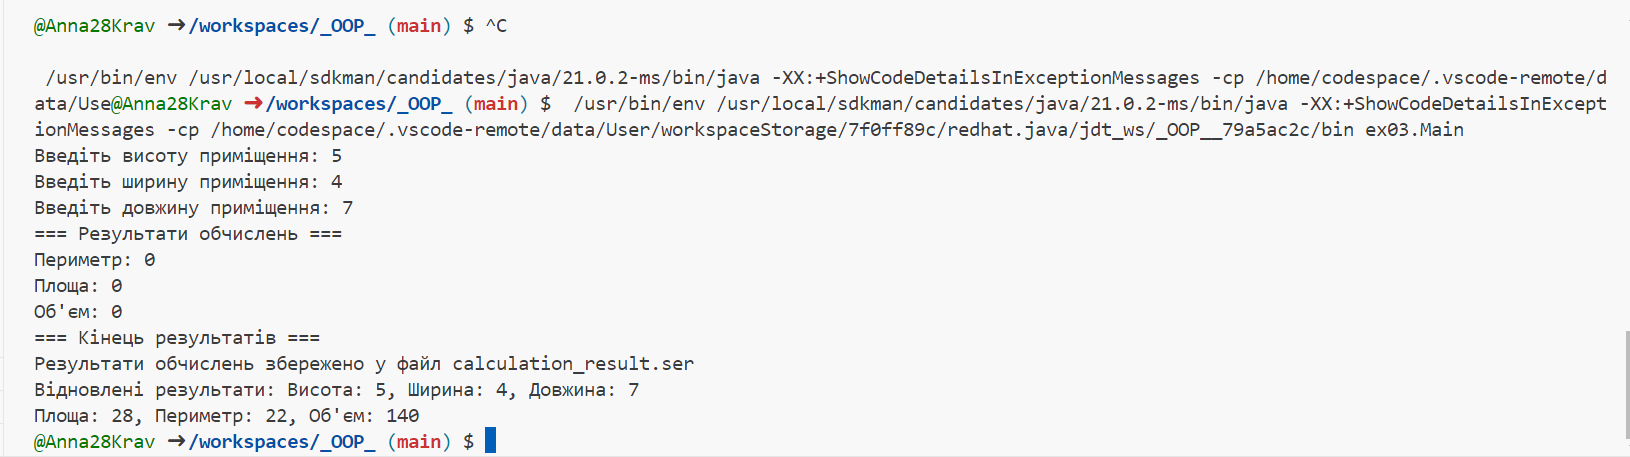 @Anna28Krav ➜/workspaces/_OOP_ (main) $ ^C
/usr/bin/env /usr/local/sdkman/candidates/java/21.0.2-ms/bin/java -XX:+ShowCodeDetailsInExceptionMessages -cp /home/codespace/.vscode-remote/d
ata/Use@Anna28Krav ➜/workspaces/_OOP_ (main) $  /usr/bin/env /usr/local/sdkman/candidates/java/21.0.2-ms/bin/java -XX:+ShowCodeDetailsInExcept
ionMessages -cp /home/codespace/.vscode-remote/data/User/workspaceStorage/7f0ff89c/redhat.java/jdt_ws/_OOP__79a5ac2c/bin ex03.Main
Введіть висоту приміщення: 5
Введіть ширину приміщення: 4
Введіть довжину приміщення: 7
=== Результати обчислень ===
Периметр: 0
Площа: 0
Об'єм: 0
=== Кінець результатів ===
Результати обчислень збережено у файл calculation_result.ser
Відновлені результати: Висота: 5, Ширина: 4, Довжина: 7
Площа: 28, Периметр: 22, Об'єм: 140
@Anna28Krav ➜/workspaces/_OOP_ (main) $